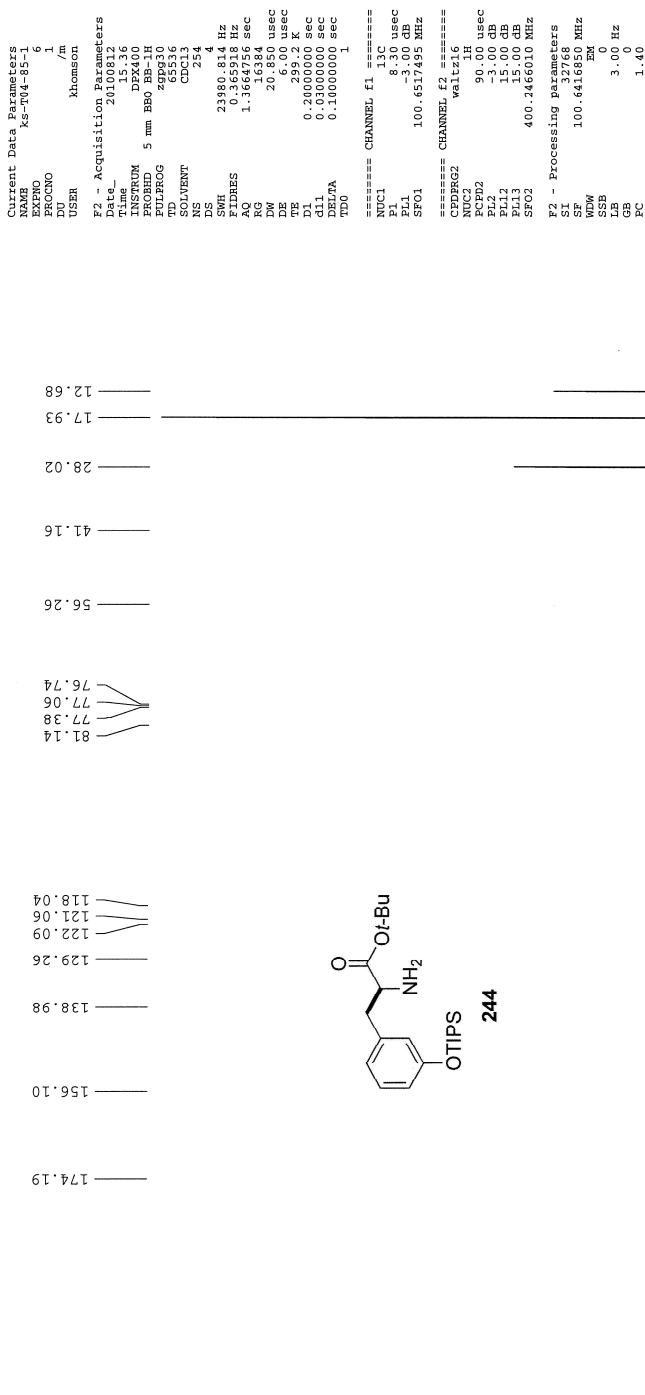 Current Data Parameters
NAME ks-T04-85-1
EXPNO 6
PROCNO 1
DU /m
USER khomson
F2 - Acquisition Parameters
Date_ 20100812
Time 15.36
INSTRUM DPX400
PROBHD 5 mm BBO BB-1H
PULPROG zgpg30
TD 65536
SOLVENT CDCl3
NS 254
DS 4
SWH 23980.814 Hz
FIDRES 0.365918 Hz
AQ 1.3664756 sec
RG 16384
DW 20.850 usec
DE 6.00 usec
TE 299.2 K
D1 0.20000000 sec
d11 0.03000000 sec
DELTA 0.10000000 sec
TD0 1
======== CHANNEL f1 ========
NUC1 13C
P1 8.30 usec
PL1 -3.00 dB
SFO1 100.6517495 MHz
======== CHANNEL f2 ========
CPDPRG2 waltz16
NUC2 1H
PCPD2 90.00 usec
PL2 -3.00 dB
PL12 15.00 dB
PL13 15.00 dB
SFO2 400.2466010 MHz
F2 - Processing parameters
SI 32768
SF 100.6416850 MHz
WDW EM
SSB 0
LB 3.00 Hz
GB 0
PC 1.40
12.68
17.93
28.02
41.16
56.26
76.74
77.06
77.38
81.14
118.04
121.06
122.09
129.26
138.98
156.10
174.19
O
Ot-Bu
NH2
OTIPS
244